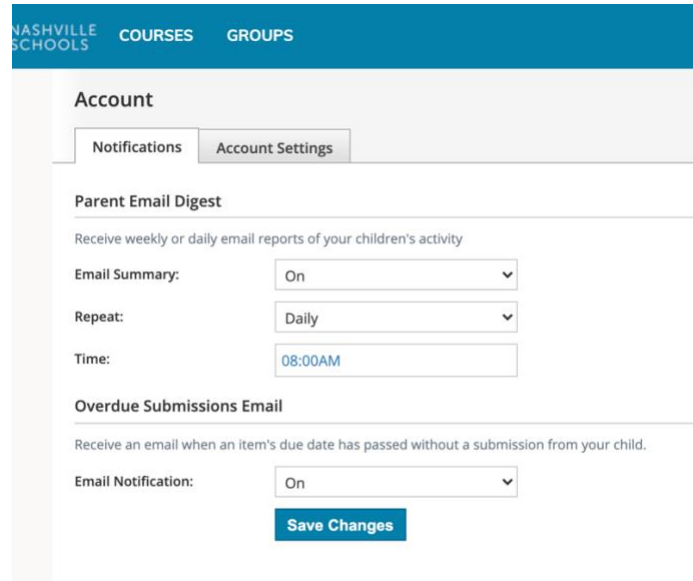 NASHVILLE
SCHOOLS
COURSES GROUPS
Account
Notifications Account Settings
Parent Email Digest
Receive weekly or daily email reports of your children's activity
Email Summary: On
Repeat: Daily
Time: 08:00AM
Overdue Submissions Email
Receive an email when an item's due date has passed without a submission from your child.
Email Notification: On
Save Changes